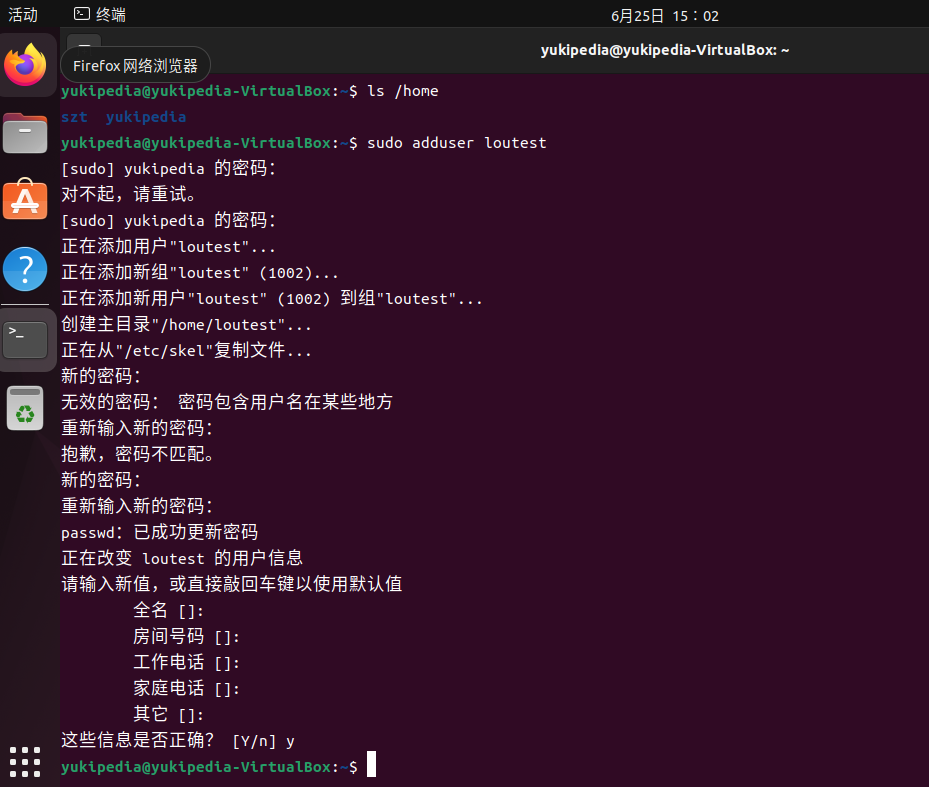 活动 终端 6月25日 15：02
yukipedia@yukipedia-VirtualBox: ~
Firefox 网络浏览器
yukipedia@yukipedia-VirtualBox:~$ ls /home
szt yukipedia
yukipedia@yukipedia-VirtualBox:~$ sudo adduser loutest
[sudo] yukipedia 的密码：
对不起，请重试。
[sudo] yukipedia 的密码：
正在添加用户"loutest"...
正在添加新组"loutest" (1002)...
正在添加新用户"loutest" (1002) 到组"loutest"...
创建主目录"/home/loutest"...
正在从"/etc/skel"复制文件...
新的密码：
无效的密码： 密码包含用户名在某些地方
重新输入新的密码：
抱歉，密码不匹配。
新的密码：
重新输入新的密码：
passwd：已成功更新密码
正在改变 loutest 的用户信息
请输入新值，或直接敲回车键以使用默认值
全名 []:
房间号码 []:
工作电话 []:
家庭电话 []:
其它 []:
这些信息是否正确？ [Y/n] y
yukipedia@yukipedia-VirtualBox:~$